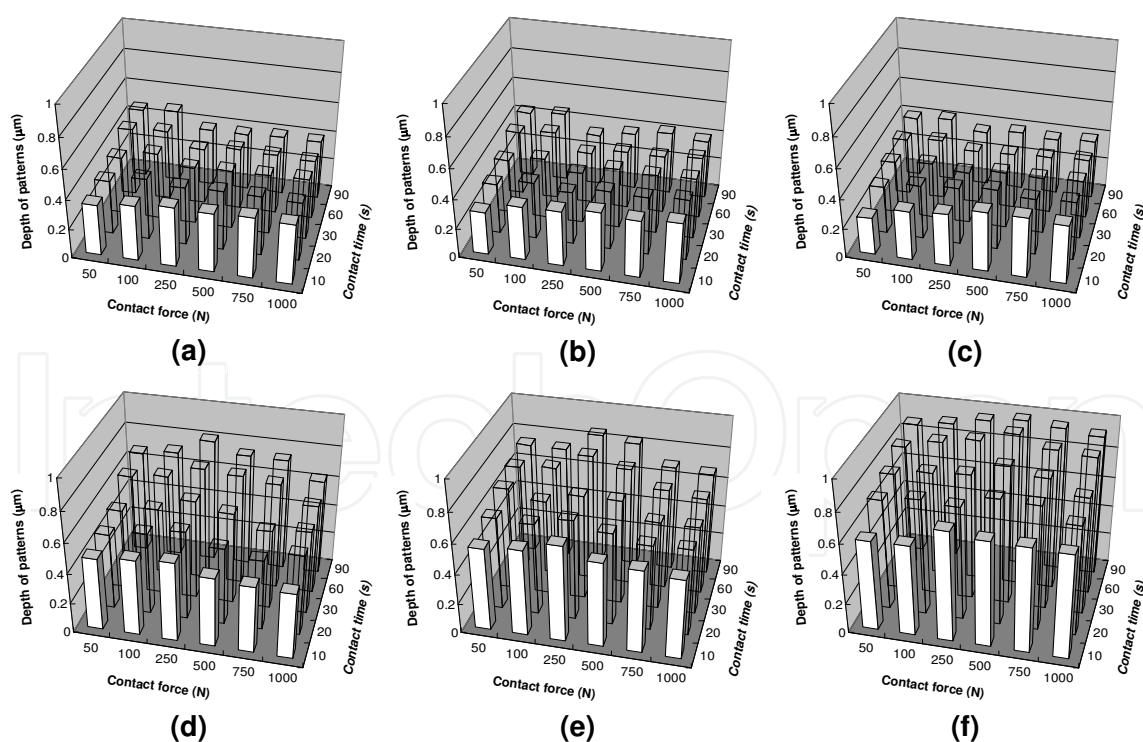 1
0.8
0.6
0.4
0.2
0
Depth of patterns (µm)
50 100 250 500 750 1000
Contact force (N)
10 20 30 60 90
Contact time (s)
(a)
1
0.8
0.6
0.4
0.2
0
Depth of patterns (µm)
50 100 250 500 750 1000
Contact force (N)
10 20 30 60 90
Contact time (s)
(b)
1
0.8
0.6
0.4
0.2
0
Depth of patterns (µm)
50 100 250 500 750 1000
Contact force (N)
10 20 30 60 90
Contact time (s)
(c)
IntechOpen
1
0.8
0.6
0.4
0.2
0
Depth of patterns (µm)
50 100 250 500 750 1000
Contact force (N)
10 20 30 60 90
Contact time (s)
(d)
1
0.8
0.6
0.4
0.2
0
Depth of patterns (µm)
50 100 250 500 750 1000
Contact force (N)
10 20 30 60 90
Contact time (s)
(e)
1
0.8
0.6
0.4
0.2
0
Depth of patterns (µm)
50 100 250 500 750 1000
Contact force (N)
10 20 30 60 90
Contact time (s)
(f)